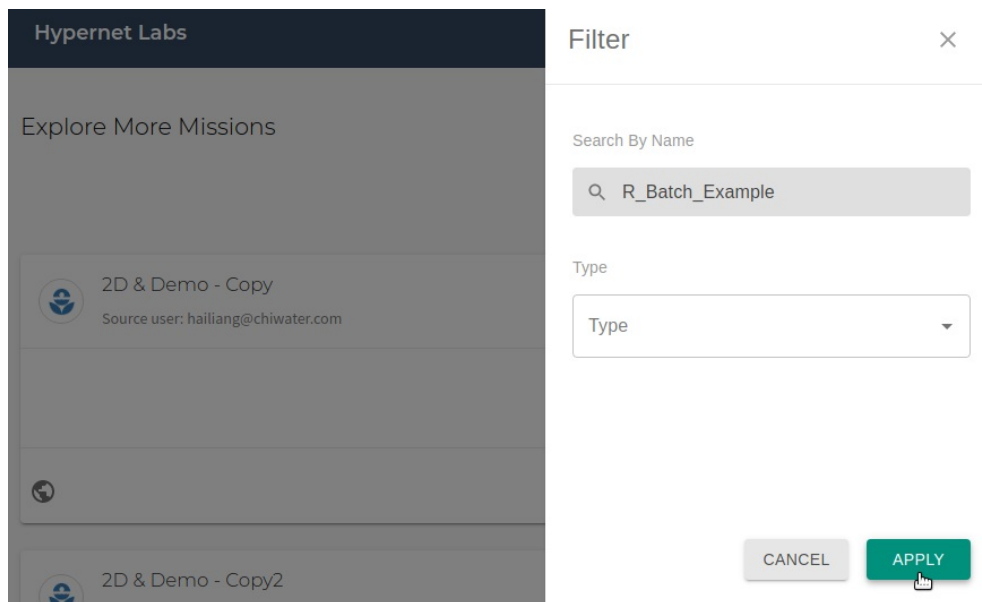 Hypernet Labs
Explore More Missions
2D & Demo - Copy
Source user: hailiang@chiwater.com
2D & Demo - Copy2
Filter
Search By Name
R_Batch_Example
Type
Type
CANCEL
APPLY